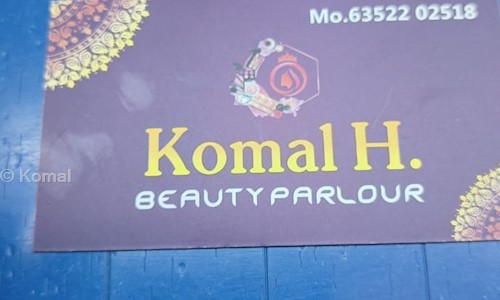 Mo.63522 02518
Komal H.
BEAUTY PARLOUR
© Komal